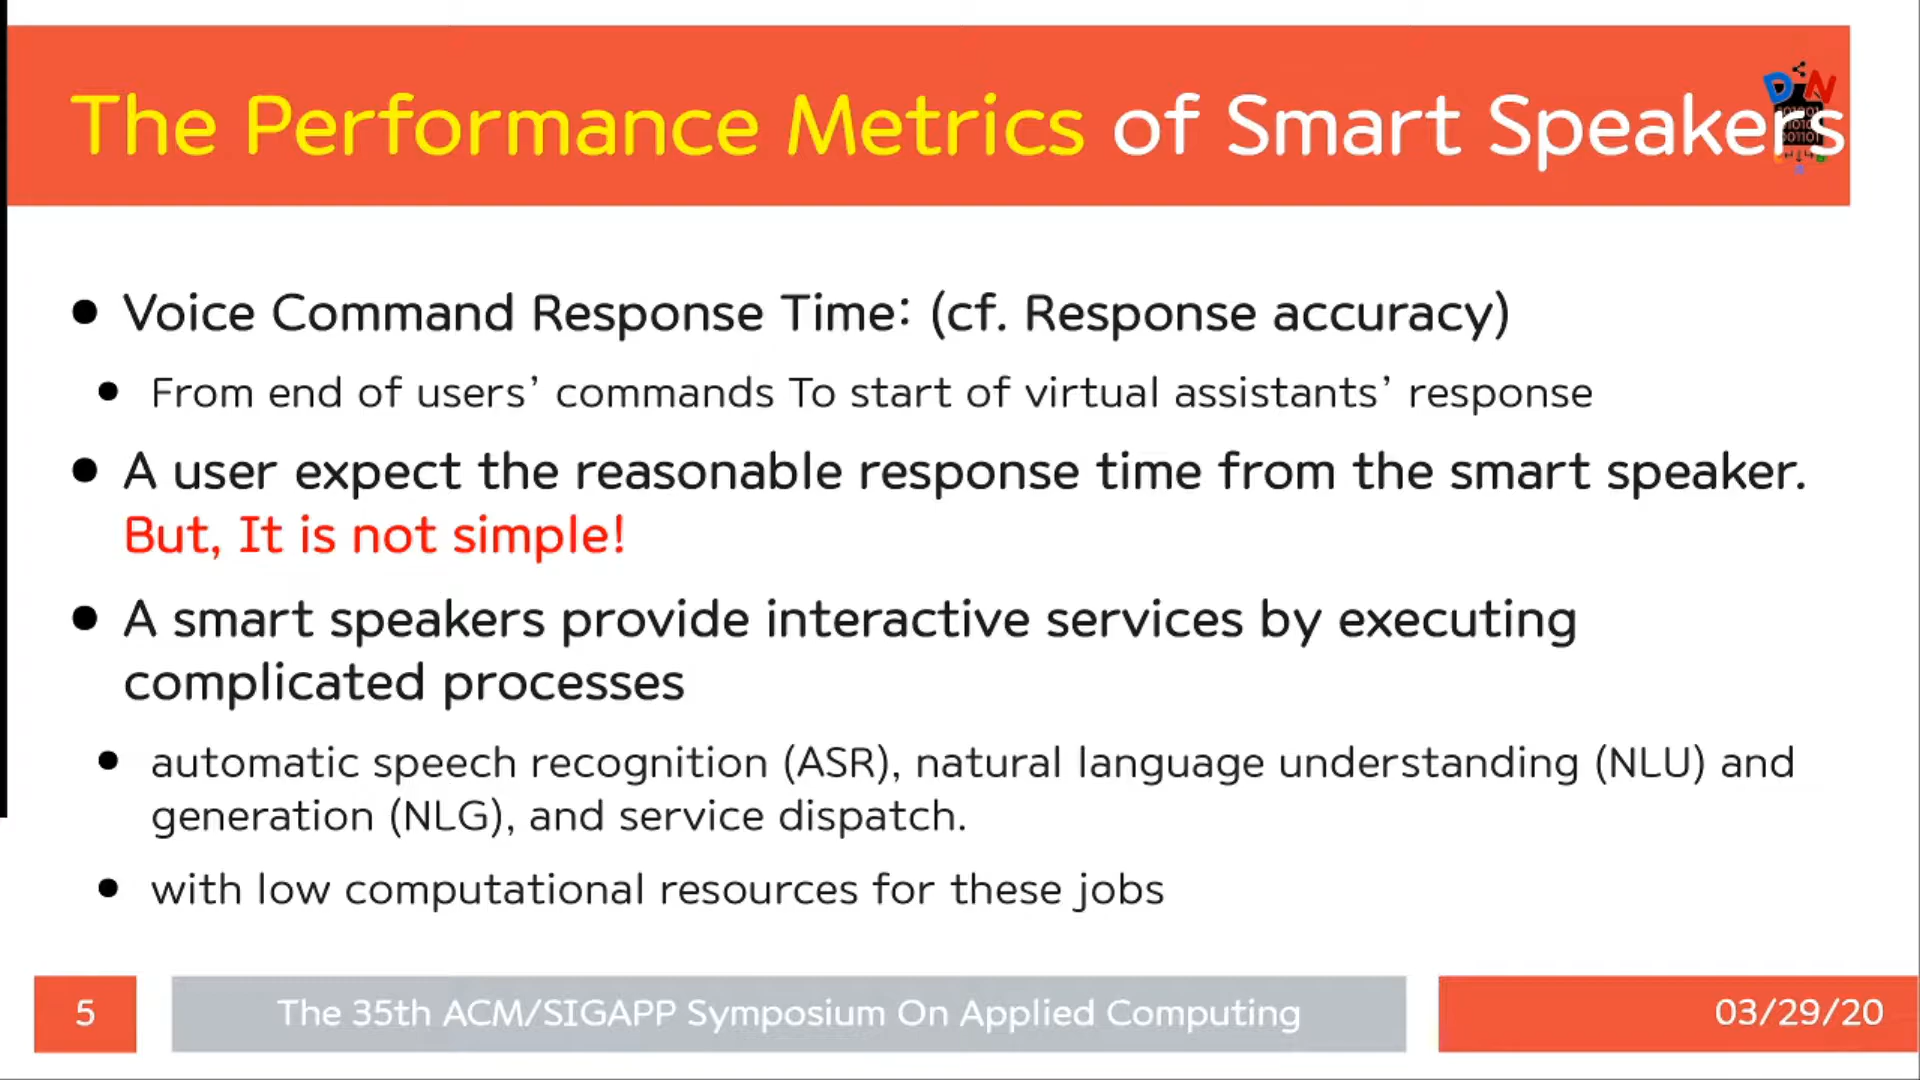 The Performance Metrics of Smart Speakers
Voice Command Response Time: (cf. Response accuracy)
From end of users’ commands To start of virtual assistants’ response
A user expect the reasonable response time from the smart speaker.
But, It is not simple!
A smart speakers provide interactive services by executing
complicated processes
automatic speech recognition (ASR), natural language understanding (NLU) and
generation (NLG), and service dispatch.
with low computational resources for these jobs
5
The 35th ACM/SIGAPP Symposium On Applied Computing
03/29/20